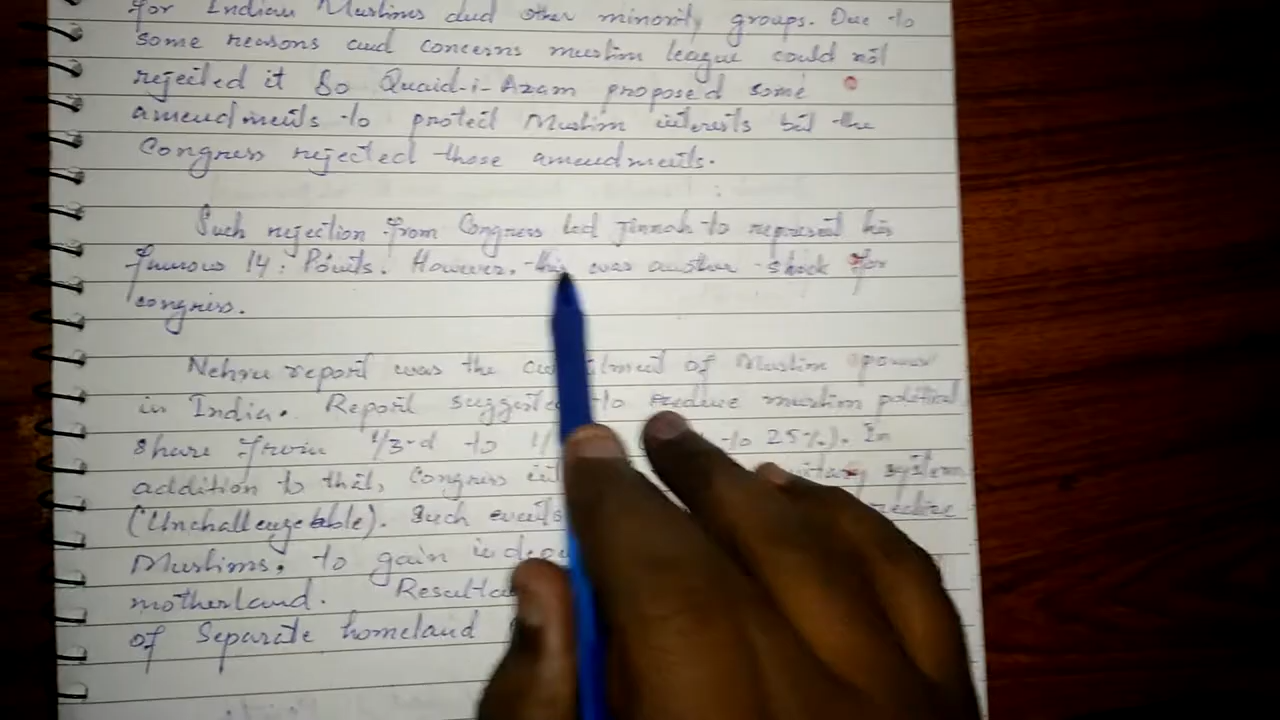 for Indian Muslims and other minority groups. Due to
some reasons and concerns muslim league could not
rejected it So Quaid-i-Azam proposed some
amendments to protect Muslim interests but the
Congress rejected those amendments.
Such rejection from Congress led Jinnah to represent his
famous 14: Points. However, this was another shock for
congress.
Nehru report was the of Muslim power
in India. Report suggested to reduce muslim political
share from 1/3rd to 1/ to 25%). In
addition to that, Congress system
(Unchallengeable). Such events
Muslims, to gain
motherland.
of Separate homeland